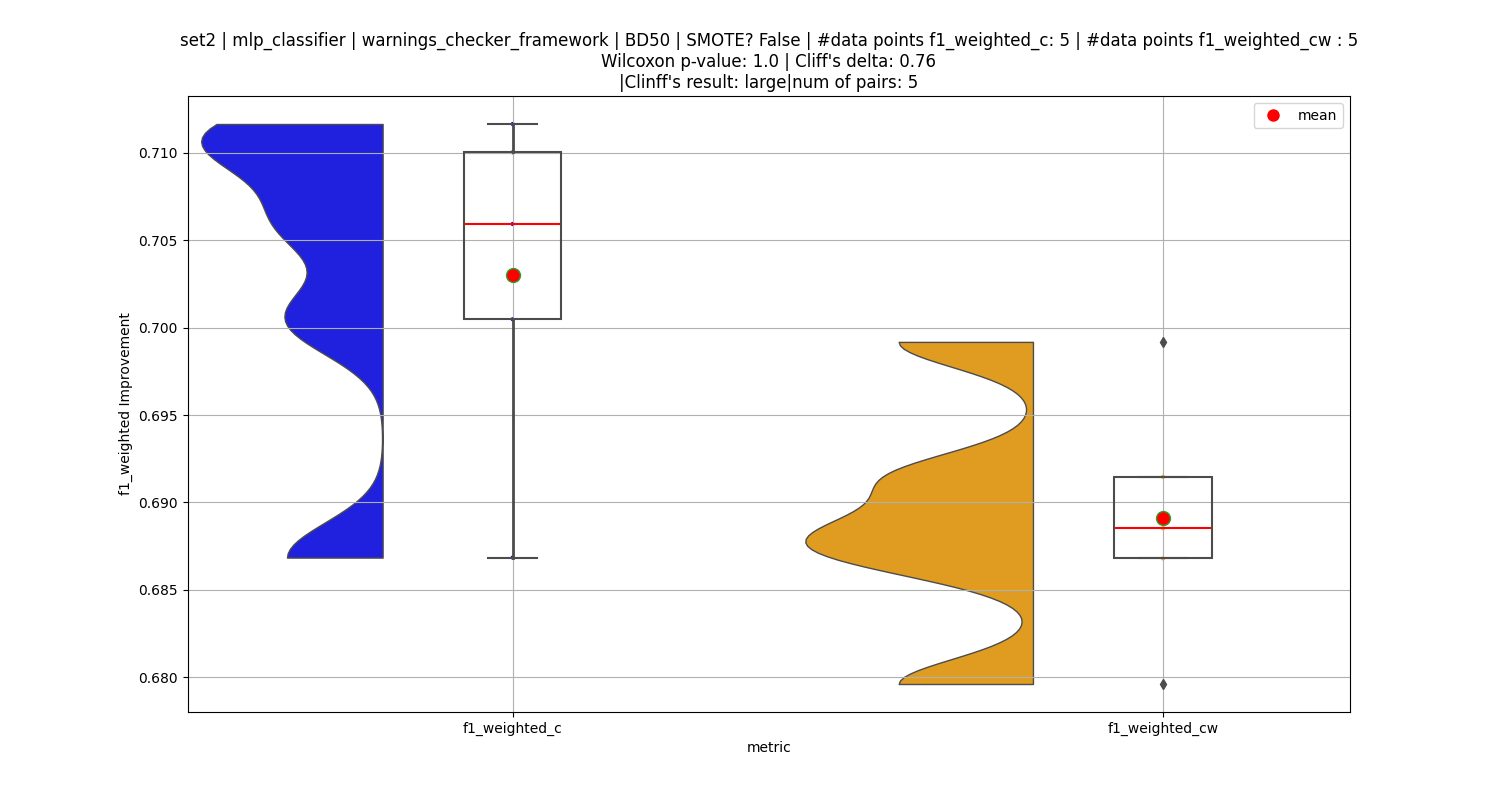 set2 | mlp_classifier | warnings_checker_framework | BD50 | SMOTE? False | #data points f1_weighted_c: 5 | #data points f1_weighted_cw : 5
Wilcoxon p-value: 1.0 | Cliff's delta: 0.76
|Clinff's result: large|num of pairs: 5
mean
0.710
0.705
0.700
0.695
0.690
0.685
0.680
f1_weighted Improvement
f1_weighted_c
f1_weighted_cw
metric